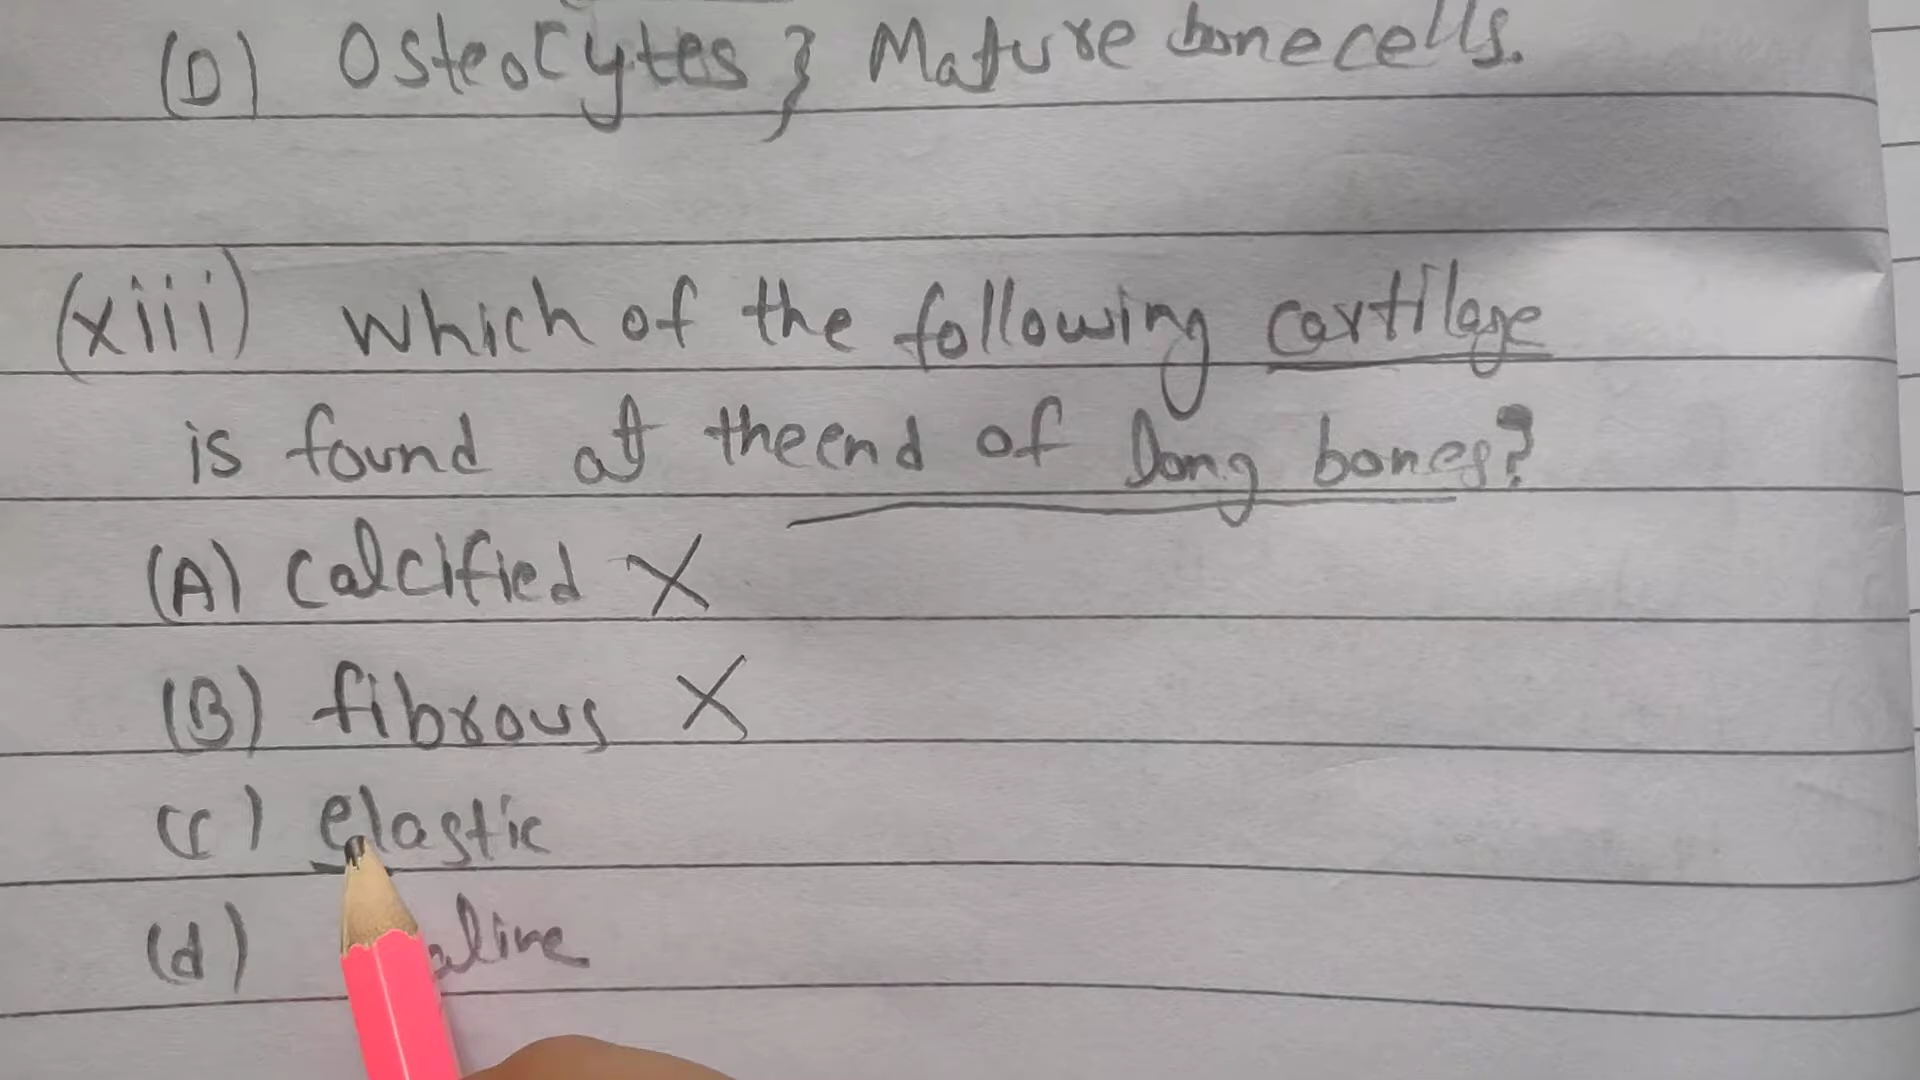 (D) Osteocytes } Mature bone cells.
(xiii) Which of the following cartilage
is found at the end of long bones?
(A) Calcified X
(B) fibrous X
(c) elastic
(d) aline